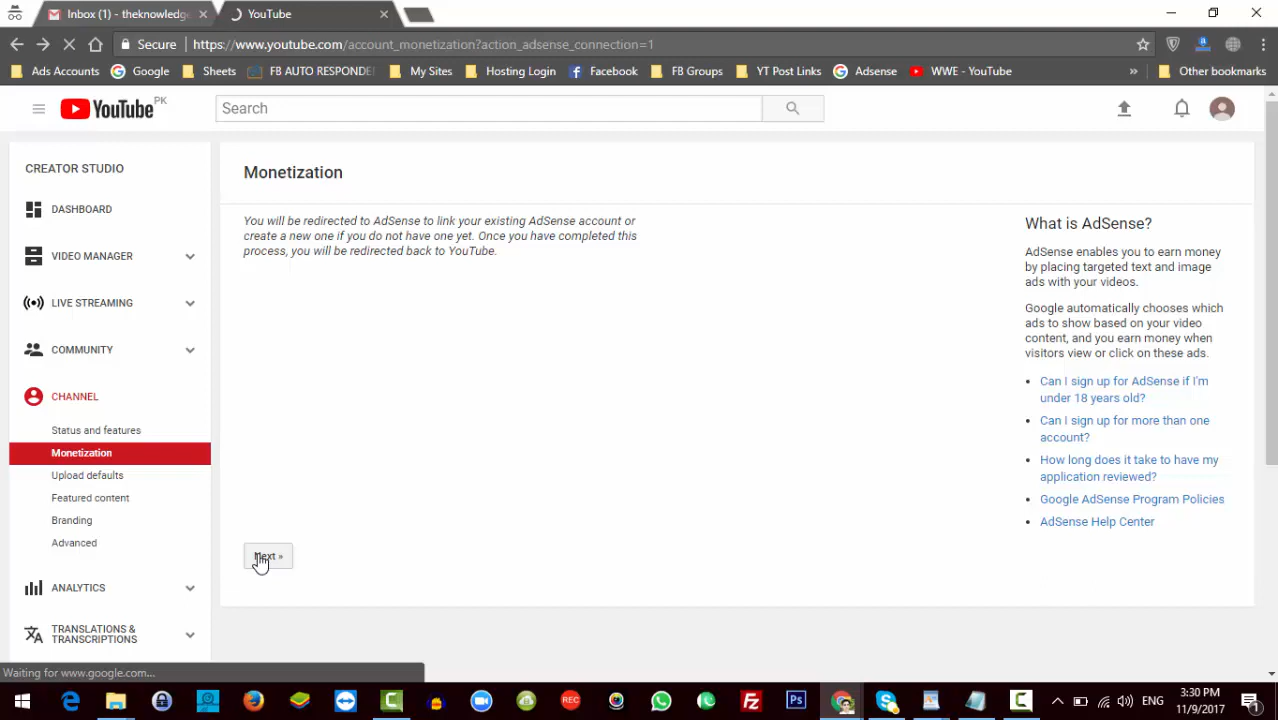 Inbox (1) - theknowledg
YouTube
Secure
https://www.youtube.com/account_monetization?action_adsense_connection=1
Ads Accounts
Google
Sheets
FB AUTO RESPONDE
My Sites
Hosting Login
Facebook
FB Groups
YT Post Links
Adsense
WWE - YouTube
»
Other bookmarks
YouTube PK
Search
CREATOR STUDIO
DASHBOARD
VIDEO MANAGER
LIVE STREAMING
COMMUNITY
CHANNEL
Status and features
Monetization
Upload defaults
Featured content
Branding
Advanced
ANALYTICS
TRANSLATIONS &
TRANSCRIPTIONS
Monetization
You will be redirected to AdSense to link your existing AdSense account or
create a new one if you do not have one yet. Once you have completed this
process, you will be redirected back to YouTube.
Next »
What is AdSense?
AdSense enables you to earn money
by placing targeted text and image
ads with your videos.
Google automatically chooses which
ads to show based on your video
content, and you earn money when
visitors view or click on these ads.
Can I sign up for AdSense if I'm
under 18 years old?
Can I sign up for more than one
account?
How long does it take to have my
application reviewed?
Google AdSense Program Policies
AdSense Help Center
Waiting for www.google.com...
REC
Ps
ENG
3:30 PM
11/9/2017
1